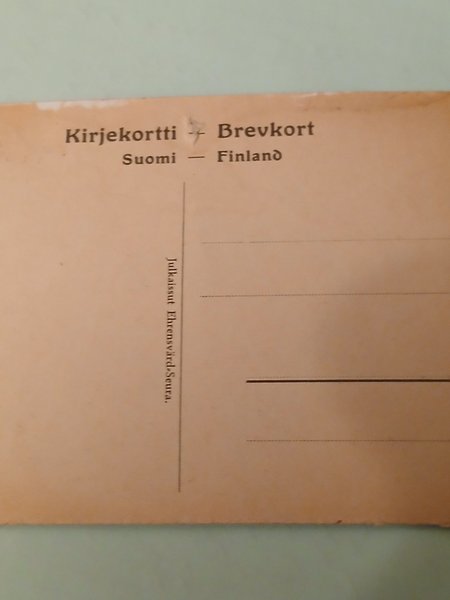 Kirjekortti — Brevkort
Suomi — Finland
Julkaissut Ehrensvärd-Seura.